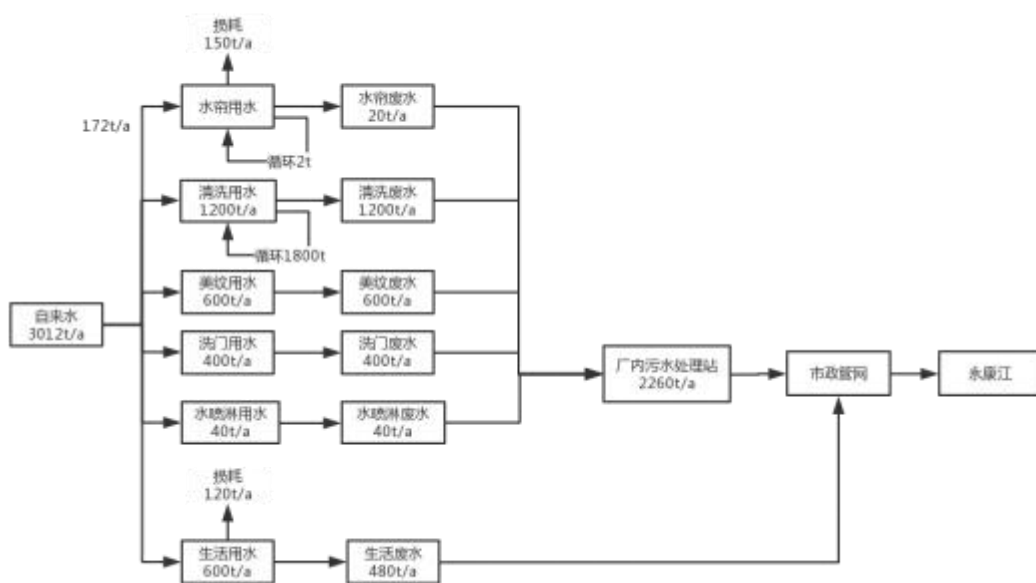 损耗
150t/a
水帘用水
水帘废水
20t/a
172t/a
循环2t
清洗用水
1200t/a
清洗废水
1200t/a
循环1800t
美纹用水
600t/a
美纹废水
600t/a
自来水
3012t/a
洗门用水
400t/a
洗门废水
400t/a
厂内污水处理站
2260t/a
市政管网
永康江
水喷淋用水
40t/a
水喷淋废水
40t/a
损耗
120t/a
生活用水
600t/a
生活废水
480t/a